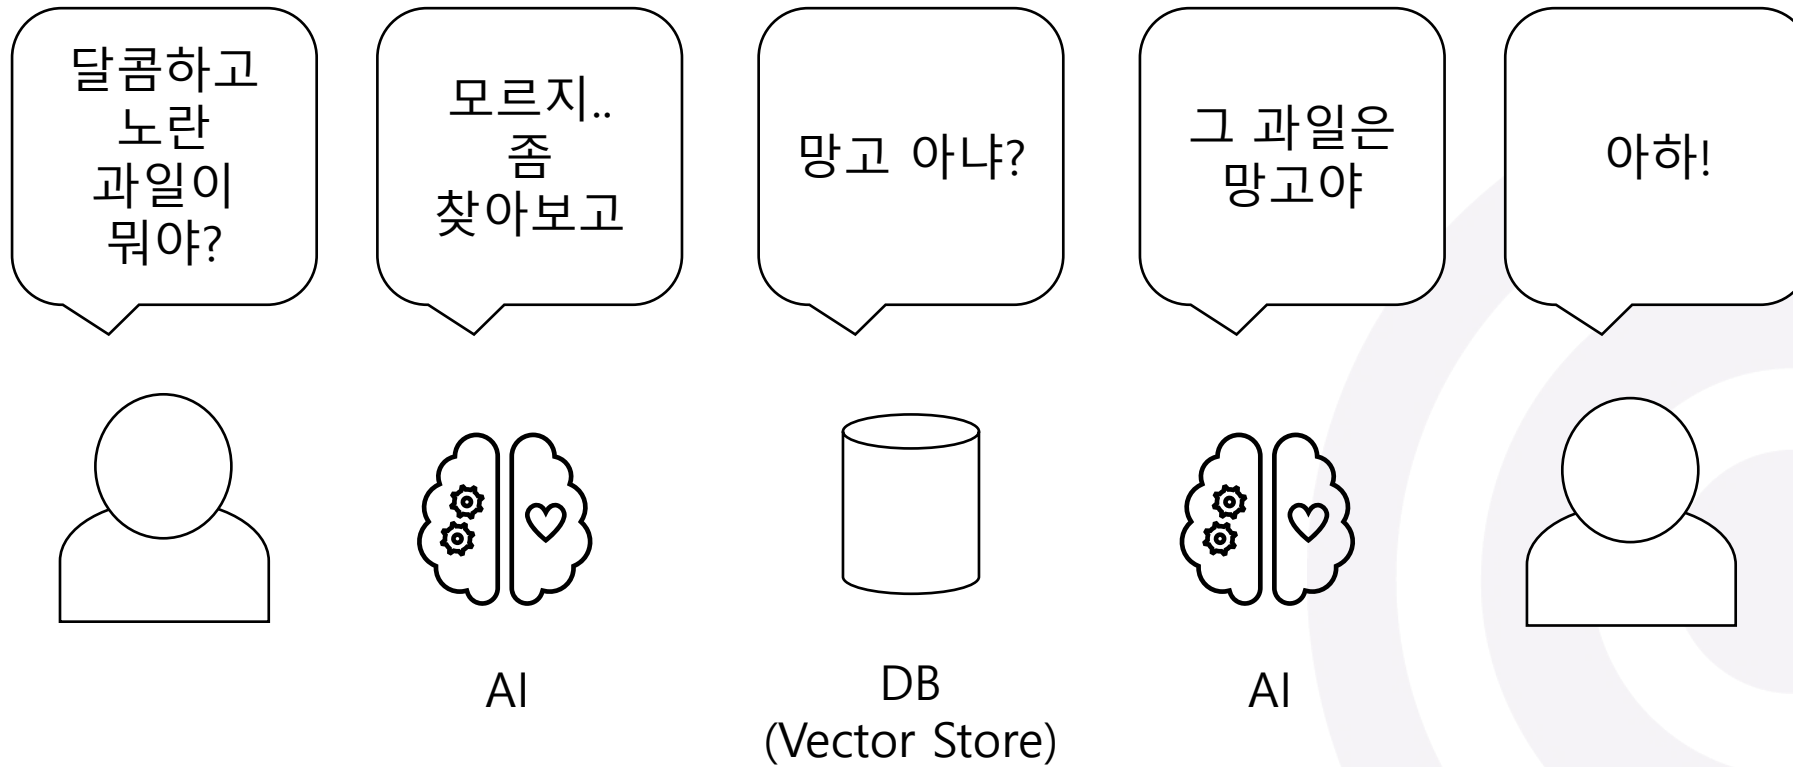 달콤하고
노란
과일이
뭐야?
모르지..
좀
찾아보고
망고 아냐?
그 과일은
망고야
아하!
AI
DB
(Vector Store)
AI